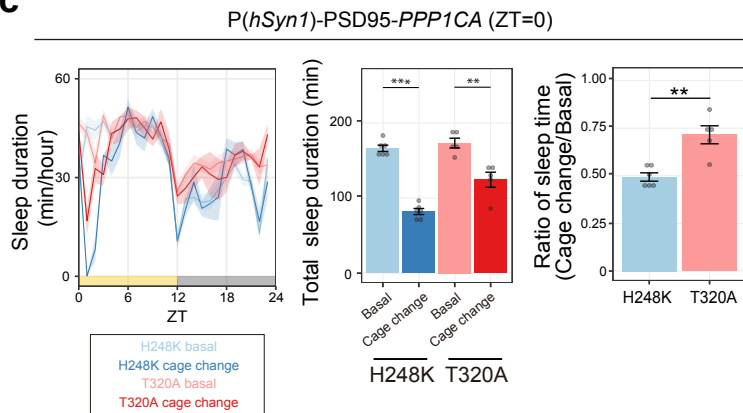 c
P(hSyn1)-PSD95-PPP1CA (ZT=0)
Sleep duration
(min/hour)
60
30
0
0 6 12 18 24
ZT
H248K basal
H248K cage change
T320A basal
T320A cage change
Total sleep duration (min)
200
100
0
*** **
Basal Cage change Basal Cage change
H248K T320A
Ratio of sleep time
(Cage change/Basal)
1.00
0.75
0.50
0.25
0
**
H248K T320A